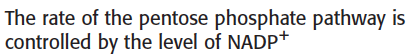 The rate of the pentose phosphate pathway is
controlled by the level of NADP⁺